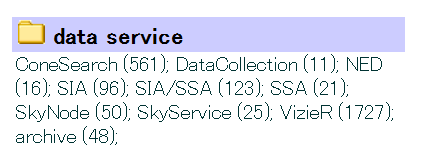 data service
ConeSearch (561); DataCollection (11); NED
(16); SIA (96); SIA/SSA (123); SSA (21);
SkyNode (50); SkyService (25); VizieR (1727);
archive (48);